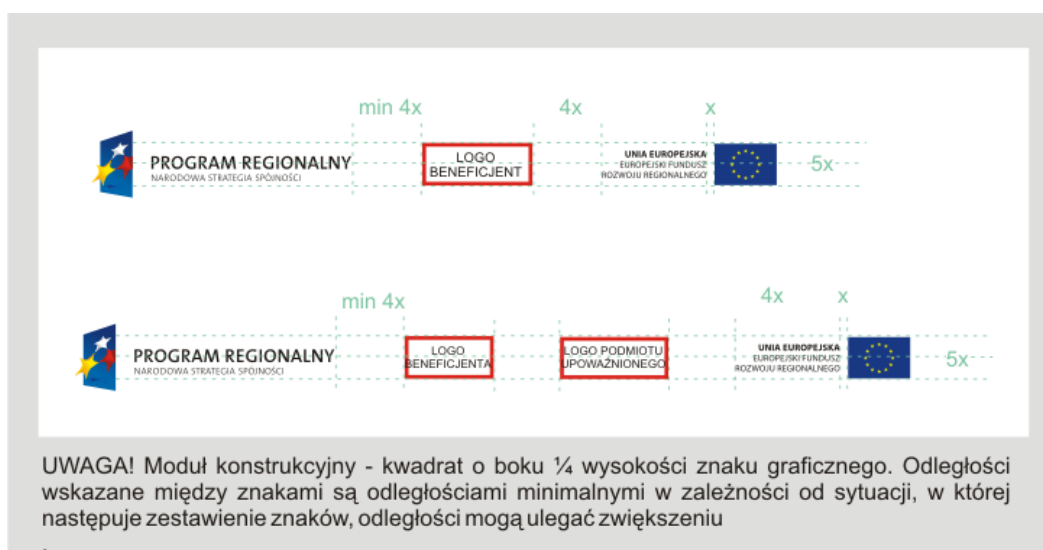 min 4x 4x x
PROGRAM REGIONALNY
NARODOWA STRATEGIA SPÓJNOŚCI
LOGO
BENEFICJENT
UNIA EUROPEJSKA
EUROPEJSKI FUNDUSZ
ROZWOJU REGIONALNEGO
5x
min 4x 4x x
PROGRAM REGIONALNY
NARODOWA STRATEGIA SPÓJNOŚCI
LOGO
BENEFICJENTA
LOGO PODMIOTU
UPOWAŻNIONEGO
UNIA EUROPEJSKA
EUROPEJSKI FUNDUSZ
ROZWOJU REGIONALNEGO
5x
UWAGA! Moduł konstrukcyjny - kwadrat o boku ¼ wysokości znaku graficznego. Odległości
wskazane między znakami są odległościami minimalnymi w zależności od sytuacji, w której
następuje zestawienie znaków, odległości mogą ulegać zwiększeniu